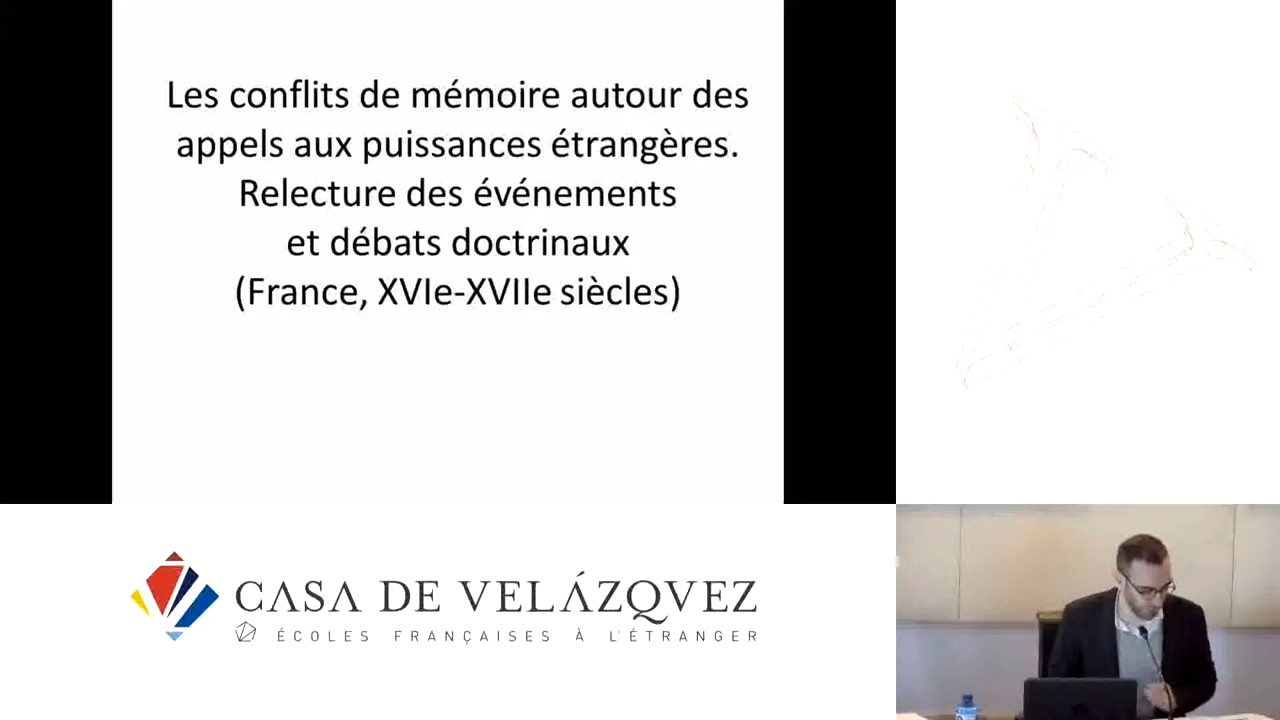 Les conflits de mémoire autour des
appels aux puissances étrangères.
Relecture des événements
et débats doctrinaux
(France, XVIe-XVIIe siècles)
CASA DE VELÁZQVEZ
ÉCOLES FRANÇAISES À L'ÉTRANGER